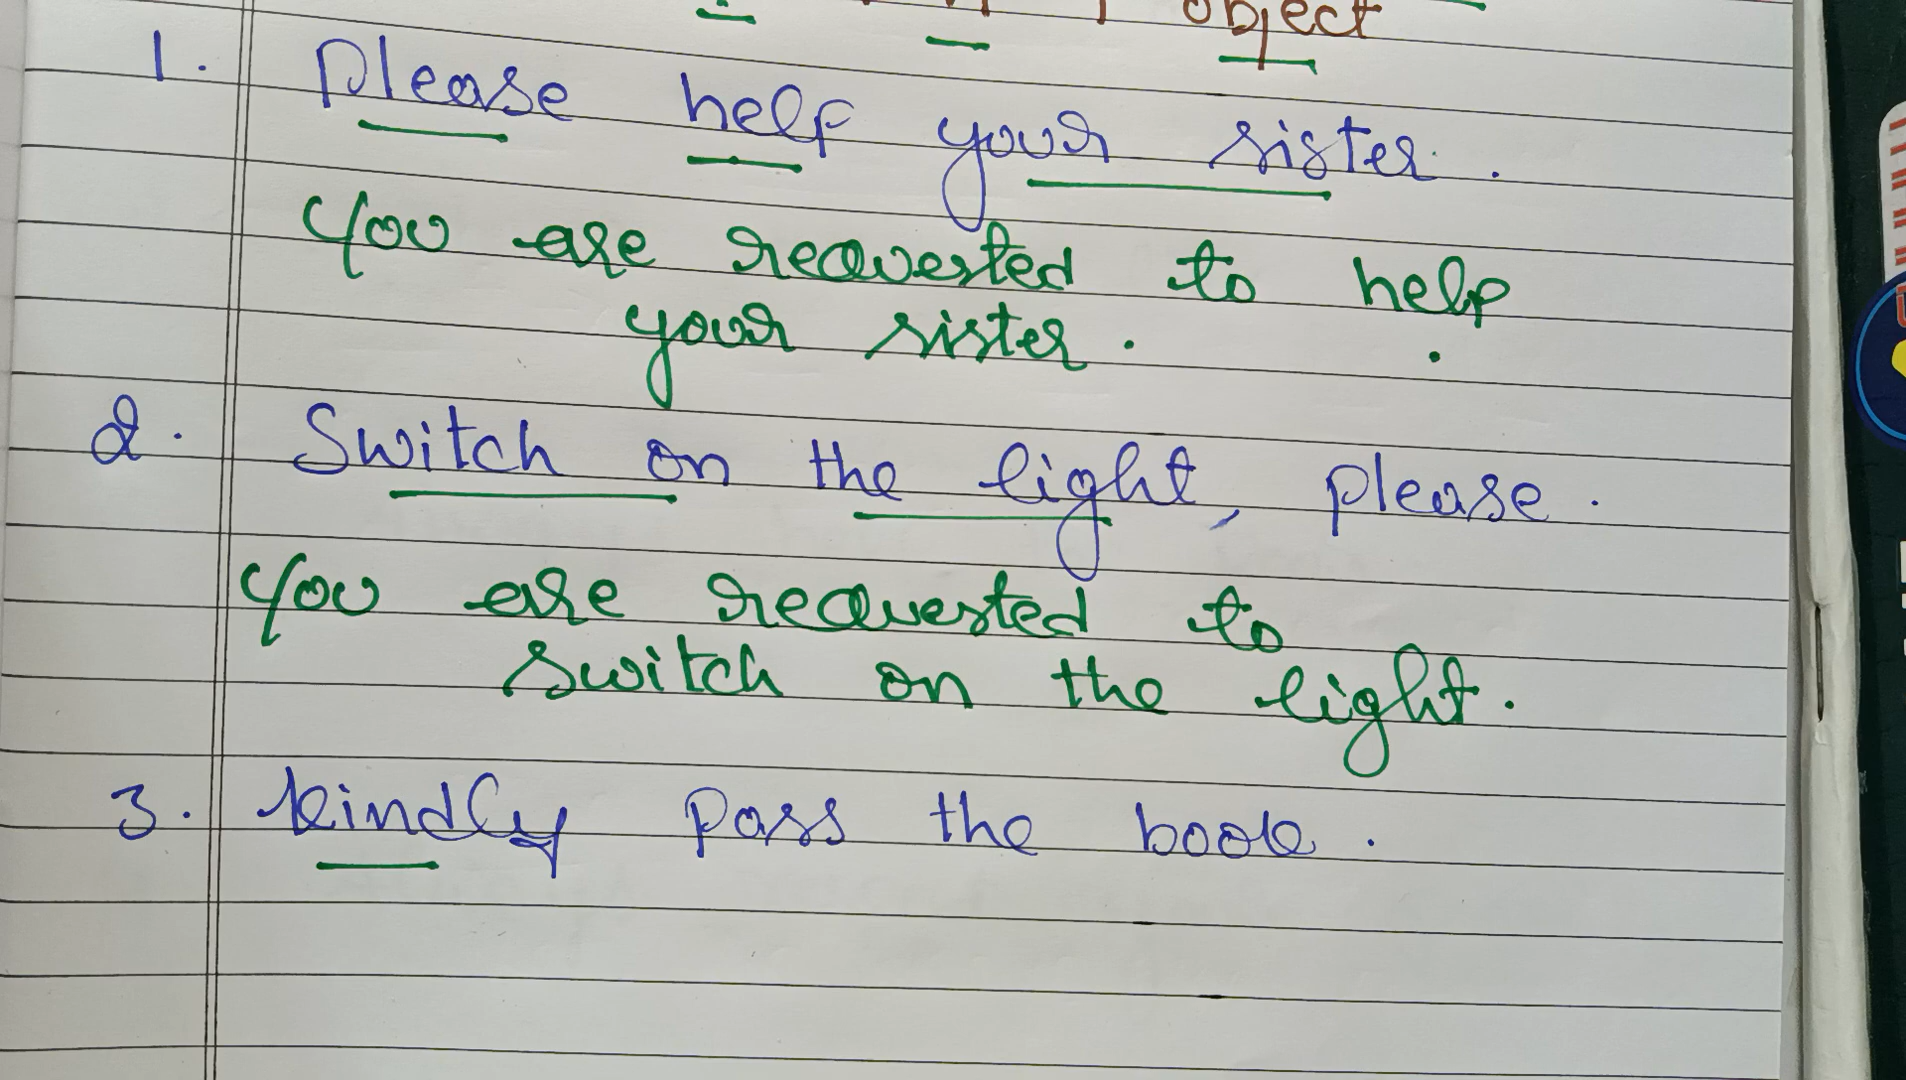 object
1. Please help your sister.
You are requested to help
your sister.
2. Switch on the light, please.
You are requested to
switch on the light.
3. kindly pass the book.